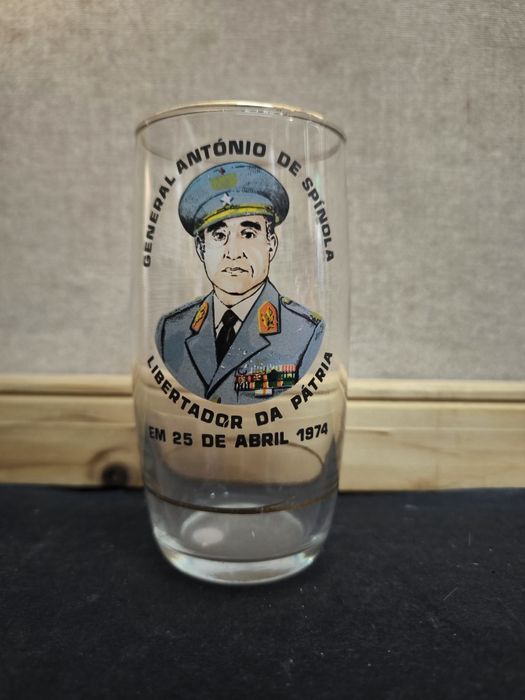 GENERAL ANTÓNIO DE SPÍNOLA
LIBERTADOR DA PÁTRIA
EM 25 DE ABRIL 1974